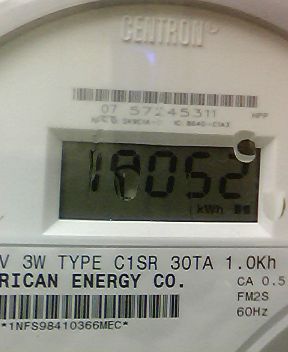 CENTRON
07 57245311
HPP
18052
kWh
V 3W TYPE C1SR 30TA 1.0Kh
RICAN ENERGY CO.
CA 0.5
FM2S
60Hz
*1NFS98410366MEC*